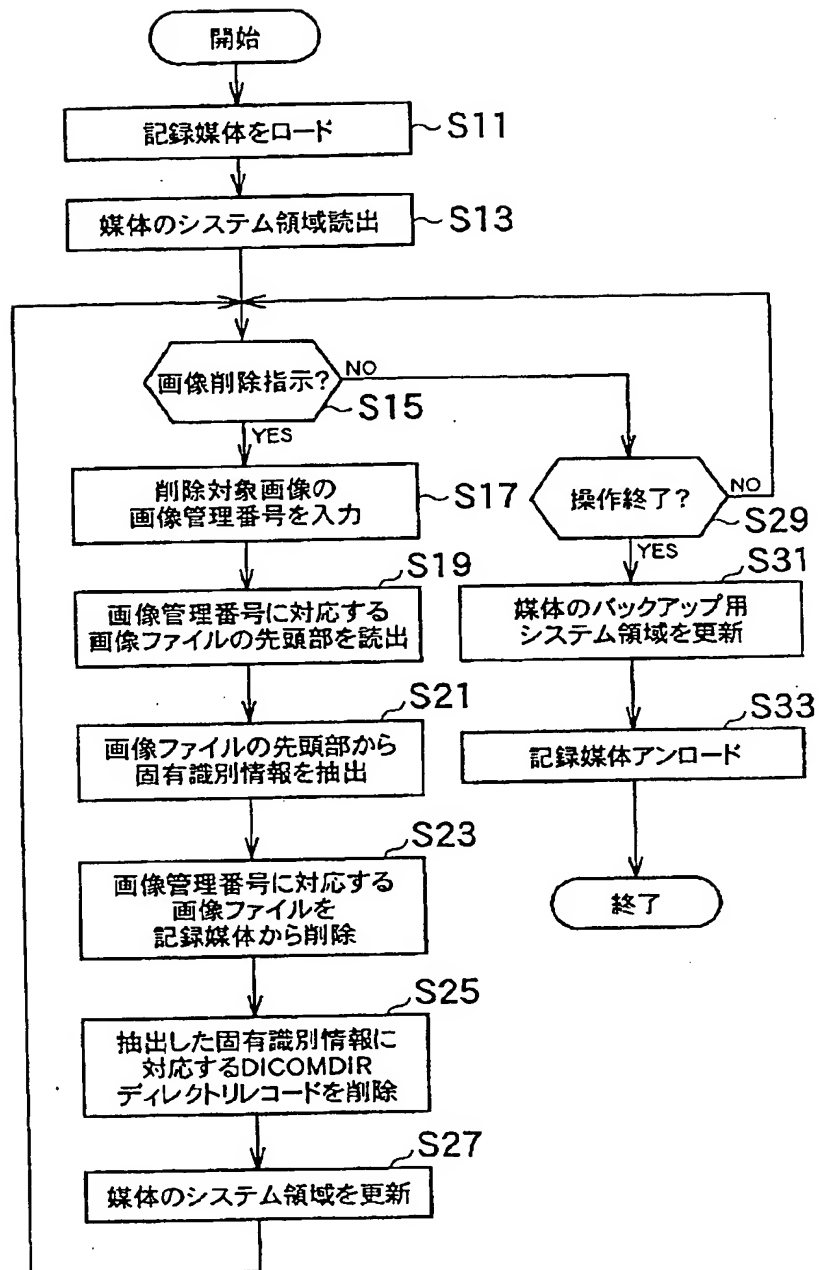 開始
記録媒体をロード
S11
媒体のシステム領域読出
S13
画像削除指示?
NO
S15
YES
削除対象画像の
画像管理番号を入力
S17
操作終了?
NO
S29
YES
S19
画像管理番号に対応する
画像ファイルの先頭部を読出
S31
媒体のバックアップ用
システム領域を更新
S21
画像ファイルの先頭部から
固有識別情報を抽出
S33
記録媒体アンロード
S23
画像管理番号に対応する
画像ファイルを
記録媒体から削除
終了
S25
抽出した固有識別情報に
対応するDICOMDIR
ディレクトリレコードを削除
S27
媒体のシステム領域を更新